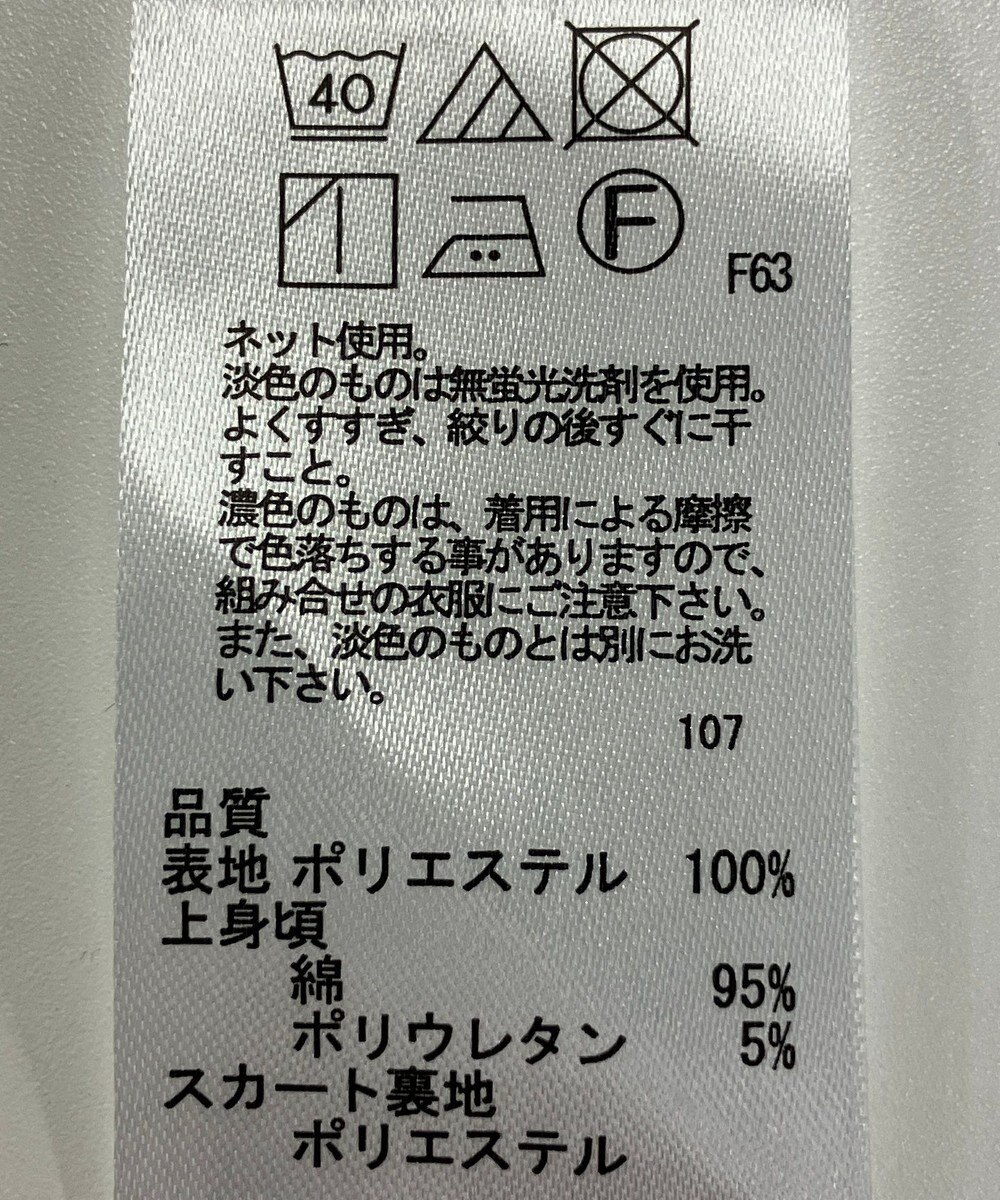 40
F
F63
ネット使用。
淡色のものは無蛍光洗剤を使用。
よくすすぎ、絞りの後すぐに干
すこと。
濃色のものは、着用による摩擦
で色落ちする事がありますので、
組み合せの衣服にご注意下さい。
また、淡色のものとは別にお洗
い下さい。
107
品質
表地 ポリエステル 100%
上身頃
綿 95%
ポリウレタン 5%
スカート裏地
ポリエステル